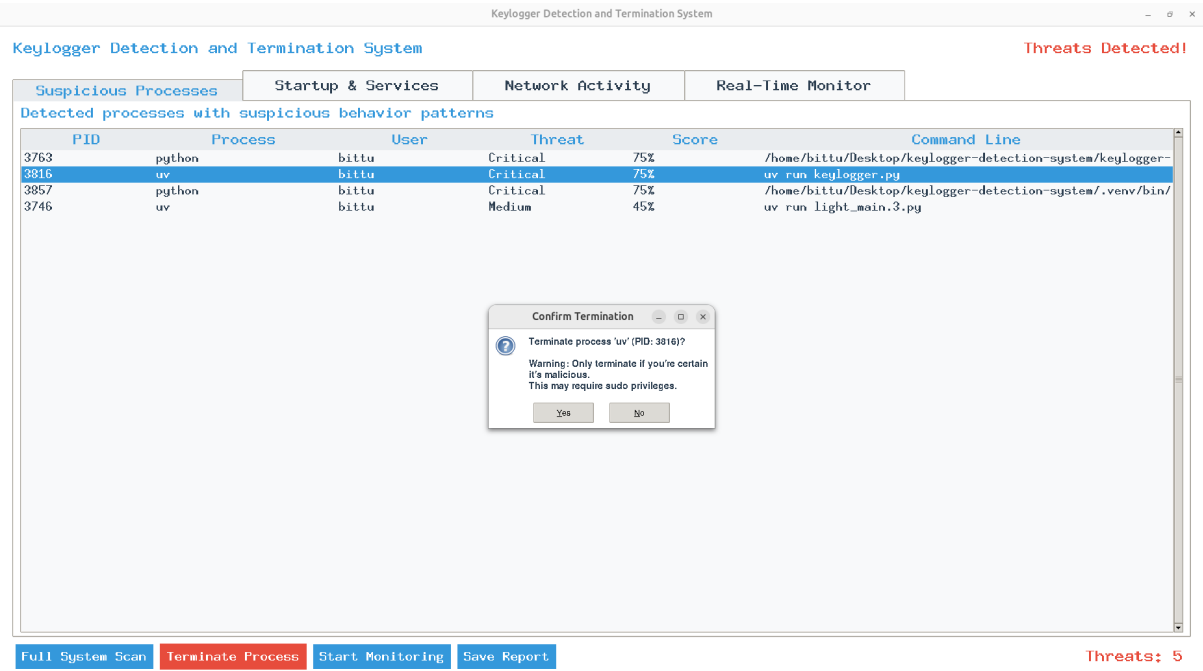 Keylogger Detection and Termination System
Keylogger Detection and Termination System
Threats Detected!
Suspicious Processes
Startup & Services
Network Activity
Real-Time Monitor
Detected processes with suspicious behavior patterns
PID Process User Threat Score Command Line
3763 python bittu Critical 75% /home/bittu/Desktop/keylogger-detection-system/keylogger-
3816 uv bittu Critical 75% uv run keylogger.py
3857 python bittu Critical 75% /home/bittu/Desktop/keylogger-detection-system/.venv/bin/
3746 uv bittu Medium 45% uv run light_main.3.py
Confirm Termination
Terminate process 'uv' (PID: 3816)?
Warning: Only terminate if you're certain
it's malicious.
This may require sudo privileges.
Yes
No
Full System Scan
Terminate Process
Start Monitoring
Save Report
Threats: 5